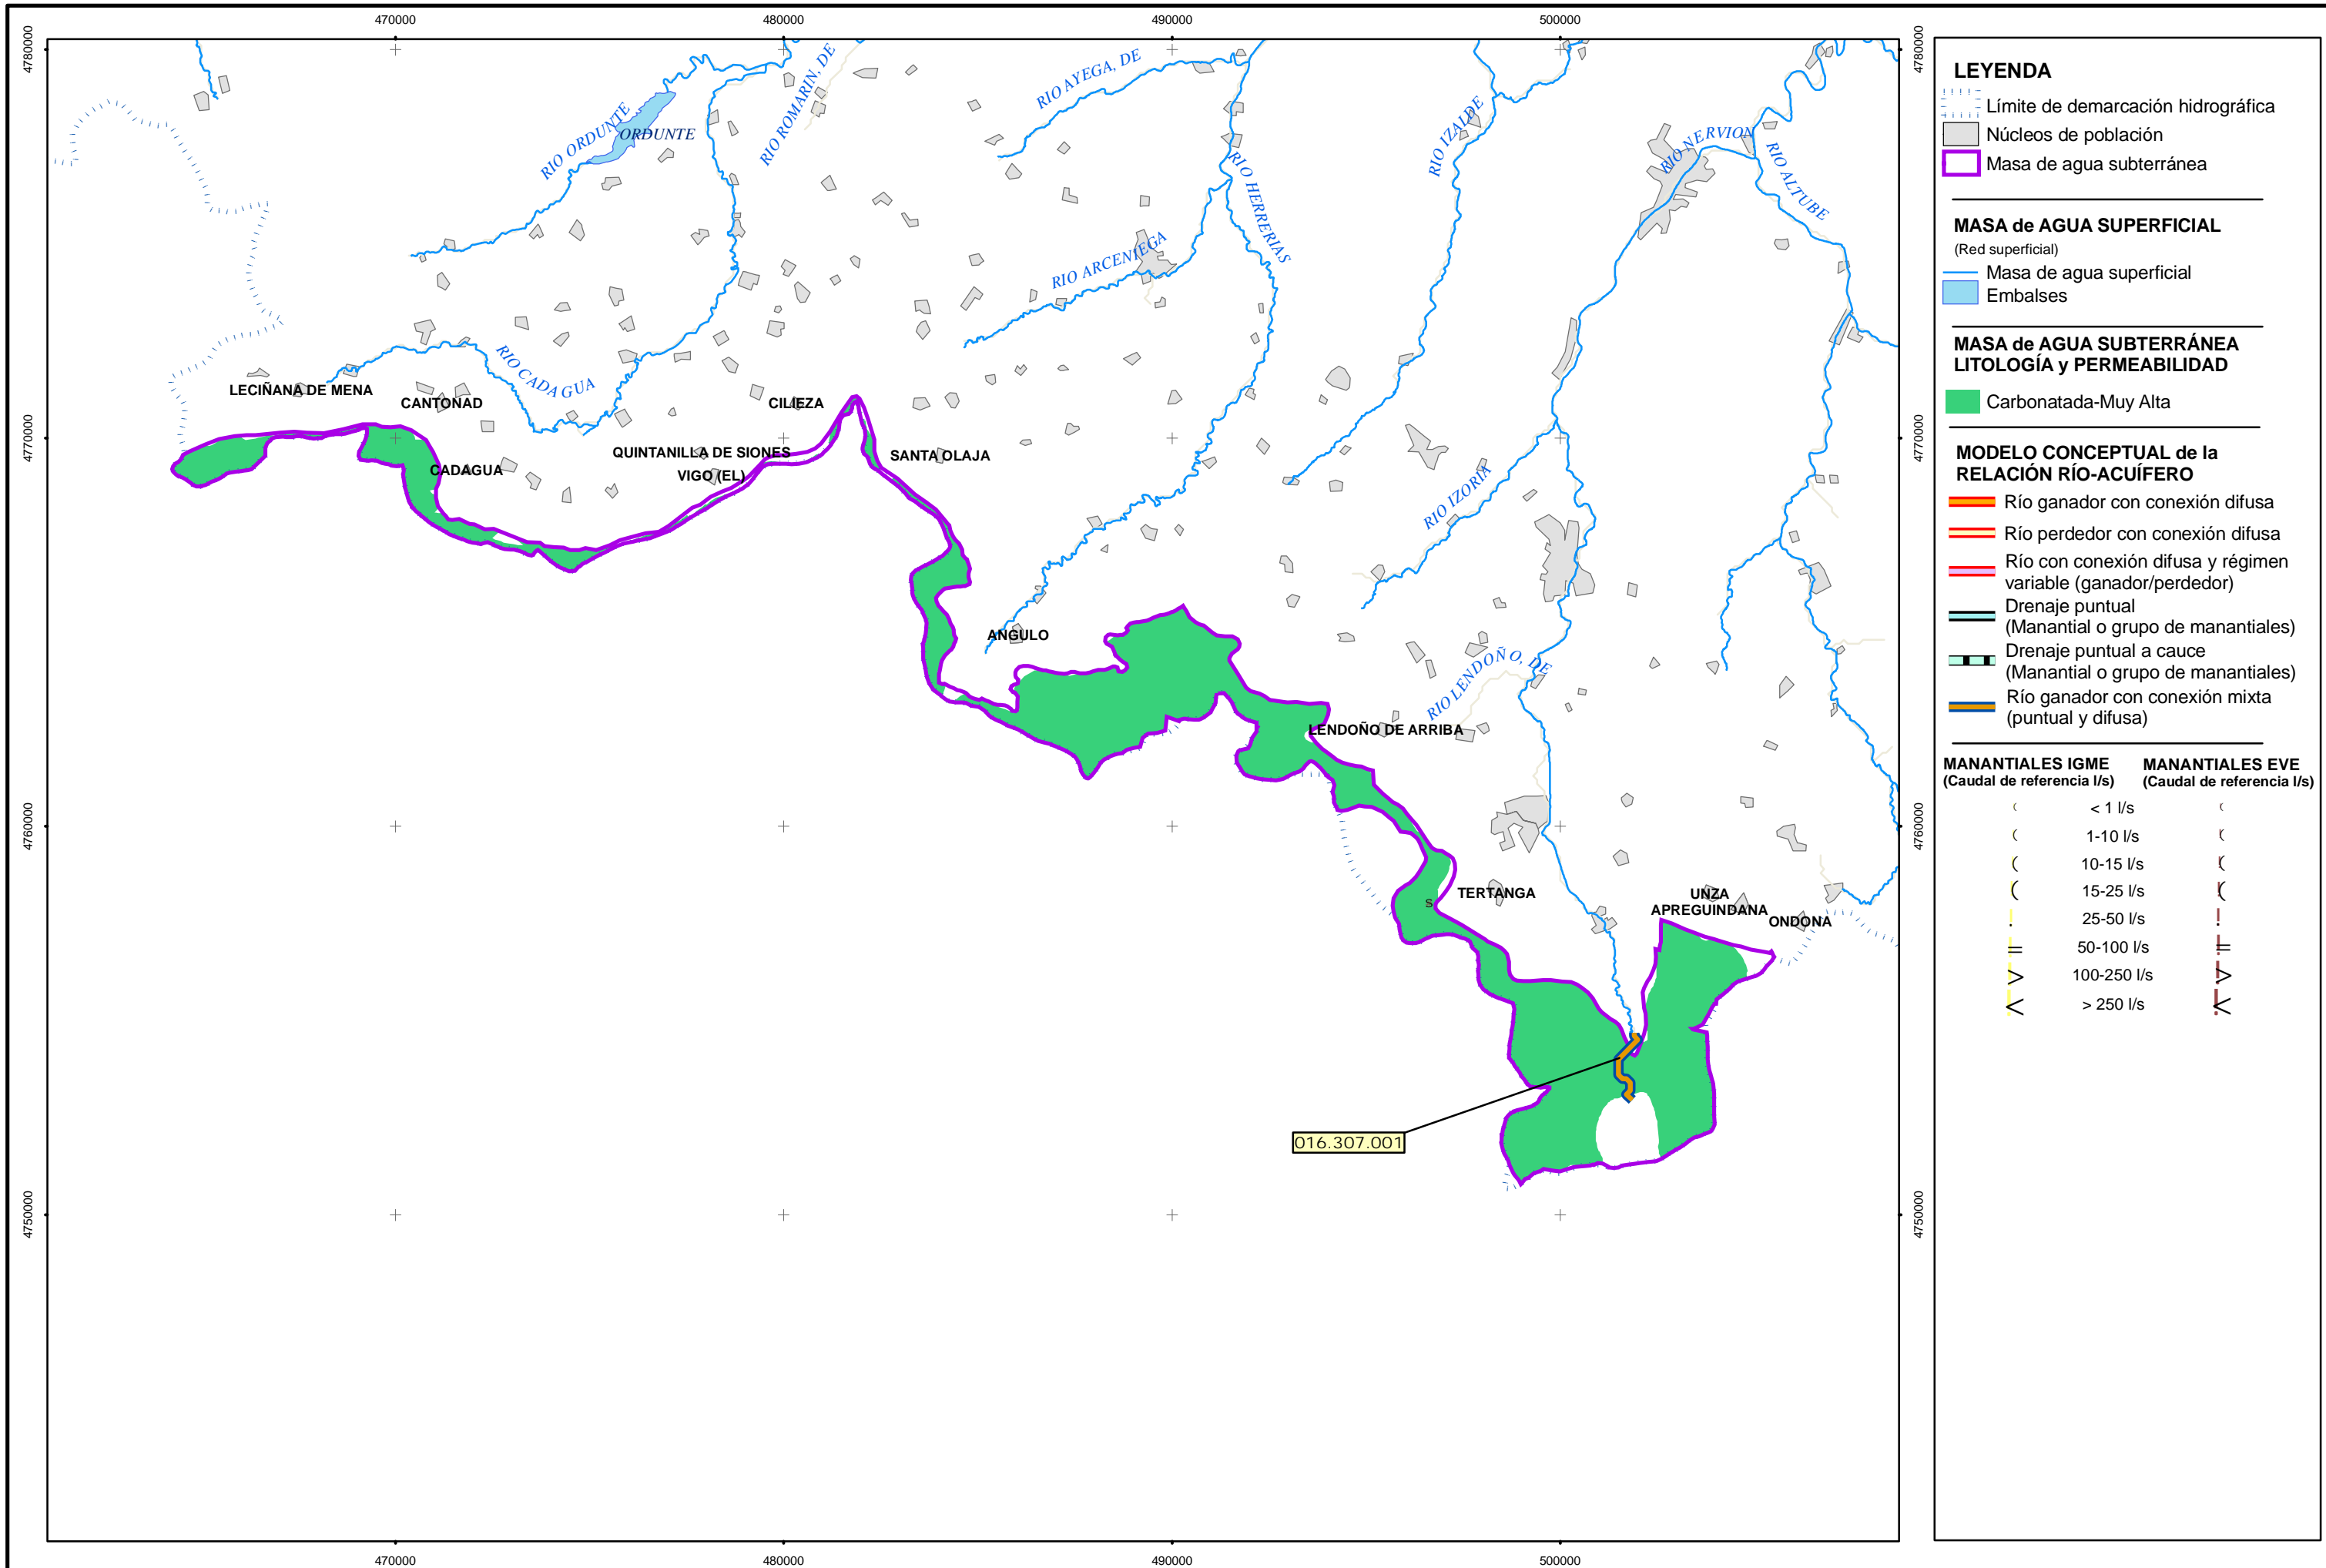 470000
480000
490000
500000
4780000
4780000
RIO AYEGA, DE
RIO ROMARIN, DE
RIO ORDUNTE
ORDUNTE
RIO IZALDE
RIO NERVION
RIO ALTUBE
RIO HERRERIAS
RIO ARCENIEGA
RIO CADAGUA
LECIÑANA DE MENA
CANTONAD
CILIEZA
4770000
4770000
QUINTANILLA DE SIONES
SANTA OLAJA
CADAGUA
VIGO (EL)
RIO IZORIA
ANGULO
RIO LENDOÑO, DE
LENDOÑO DE ARRIBA
4760000
4760000
TERTANGA
S
UNZA
APREGUINDANA
ONDONA
016.307.001
4750000
4750000
470000
480000
490000
500000
LEYENDA
Límite de demarcación hidrográfica
Núcleos de población
Masa de agua subterránea
MASA de AGUA SUPERFICIAL
(Red superficial)
Masa de agua superficial
Embalses
MASA de AGUA SUBTERRÁNEA
LITOLOGÍA y PERMEABILIDAD
Carbonatada-Muy Alta
MODELO CONCEPTUAL de la
RELACIÓN RÍO-ACUÍFERO
Río ganador con conexión difusa
Río perdedor con conexión difusa
Río con conexión difusa y régimen
variable (ganador/perdedor)
Drenaje puntual
(Manantial o grupo de manantiales)
Drenaje puntual a cauce
(Manantial o grupo de manantiales)
Río ganador con conexión mixta
(puntual y difusa)
MANANTIALES IGME MANANTIALES EVE
(Caudal de referencia l/s) (Caudal de referencia l/s)
( < 1 l/s (
( 1-10 l/s (
( 10-15 l/s (
( 15-25 l/s (
! 25-50 l/s !
= 50-100 l/s =
> 100-250 l/s >
< > 250 l/s <